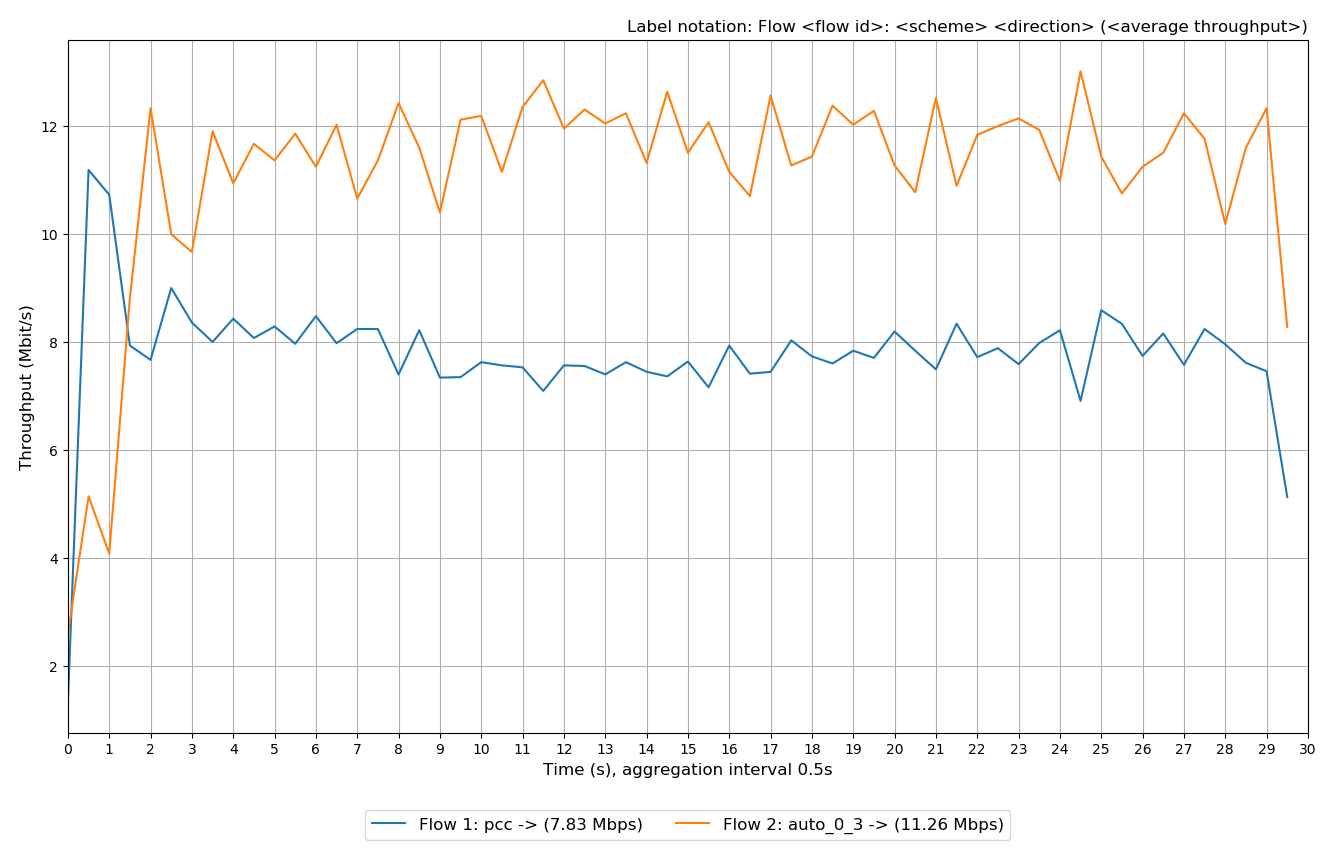 Label notation: Flow <flow id>: <scheme> <direction> (<average throughput>)
12
10
8
6
4
2
Throughput (Mbit/s)
0 1 2 3 4 5 6 7 8 9 10 11 12 13 14 15 16 17 18 19 20 21 22 23 24 25 26 27 28 29 30
Time (s), aggregation interval 0.5s
Flow 1: pcc -> (7.83 Mbps) Flow 2: auto_0_3 -> (11.26 Mbps)